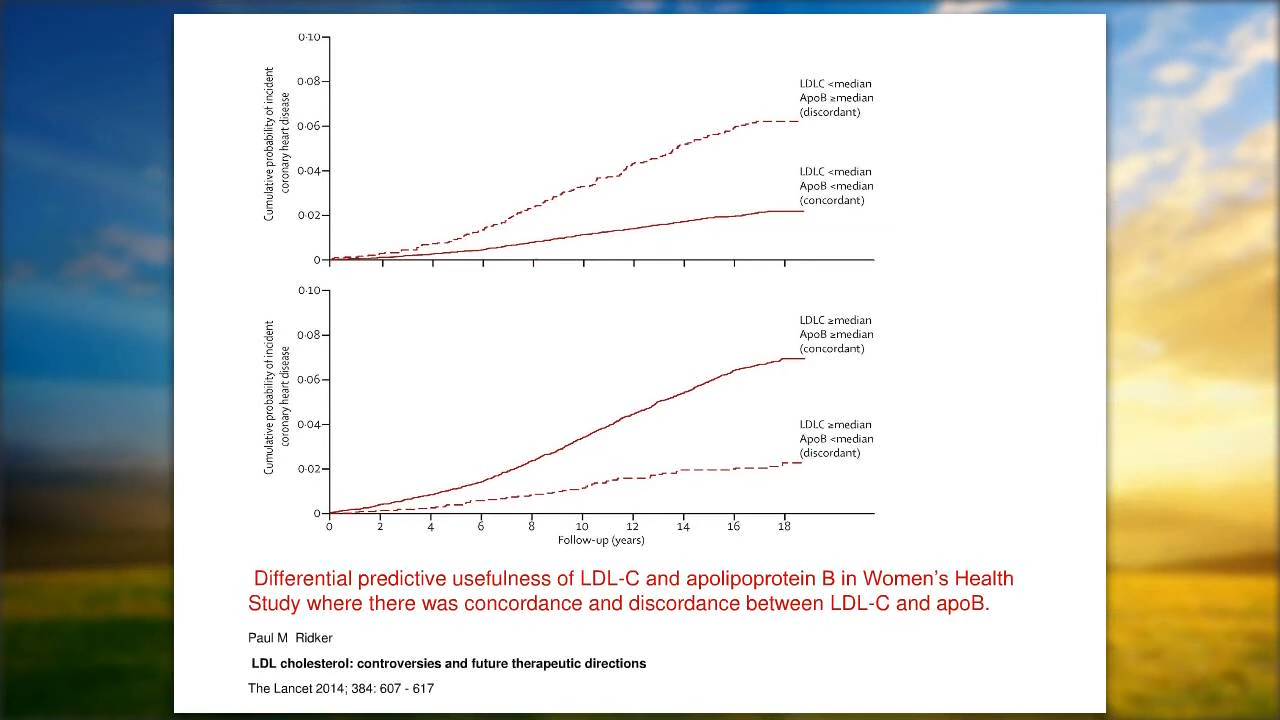 Cumulative probability of incident
coronary heart disease
0·10
0·08
0·06
0·04
0·02
0
LDLC <median
ApoB ≥median
(discordant)
LDLC <median
ApoB <median
(concordant)
Cumulative probability of incident
coronary heart disease
0·10
0·08
0·06
0·04
0·02
0
LDLC ≥median
ApoB ≥median
(concordant)
LDLC ≥median
ApoB <median
(discordant)
0 2 4 6 8 10 12 14 16 18
Follow-up (years)
Differential predictive usefulness of LDL-C and apolipoprotein B in Women’s Health
Study where there was concordance and discordance between LDL-C and apoB.
Paul M Ridker
LDL cholesterol: controversies and future therapeutic directions
The Lancet 2014; 384: 607 - 617